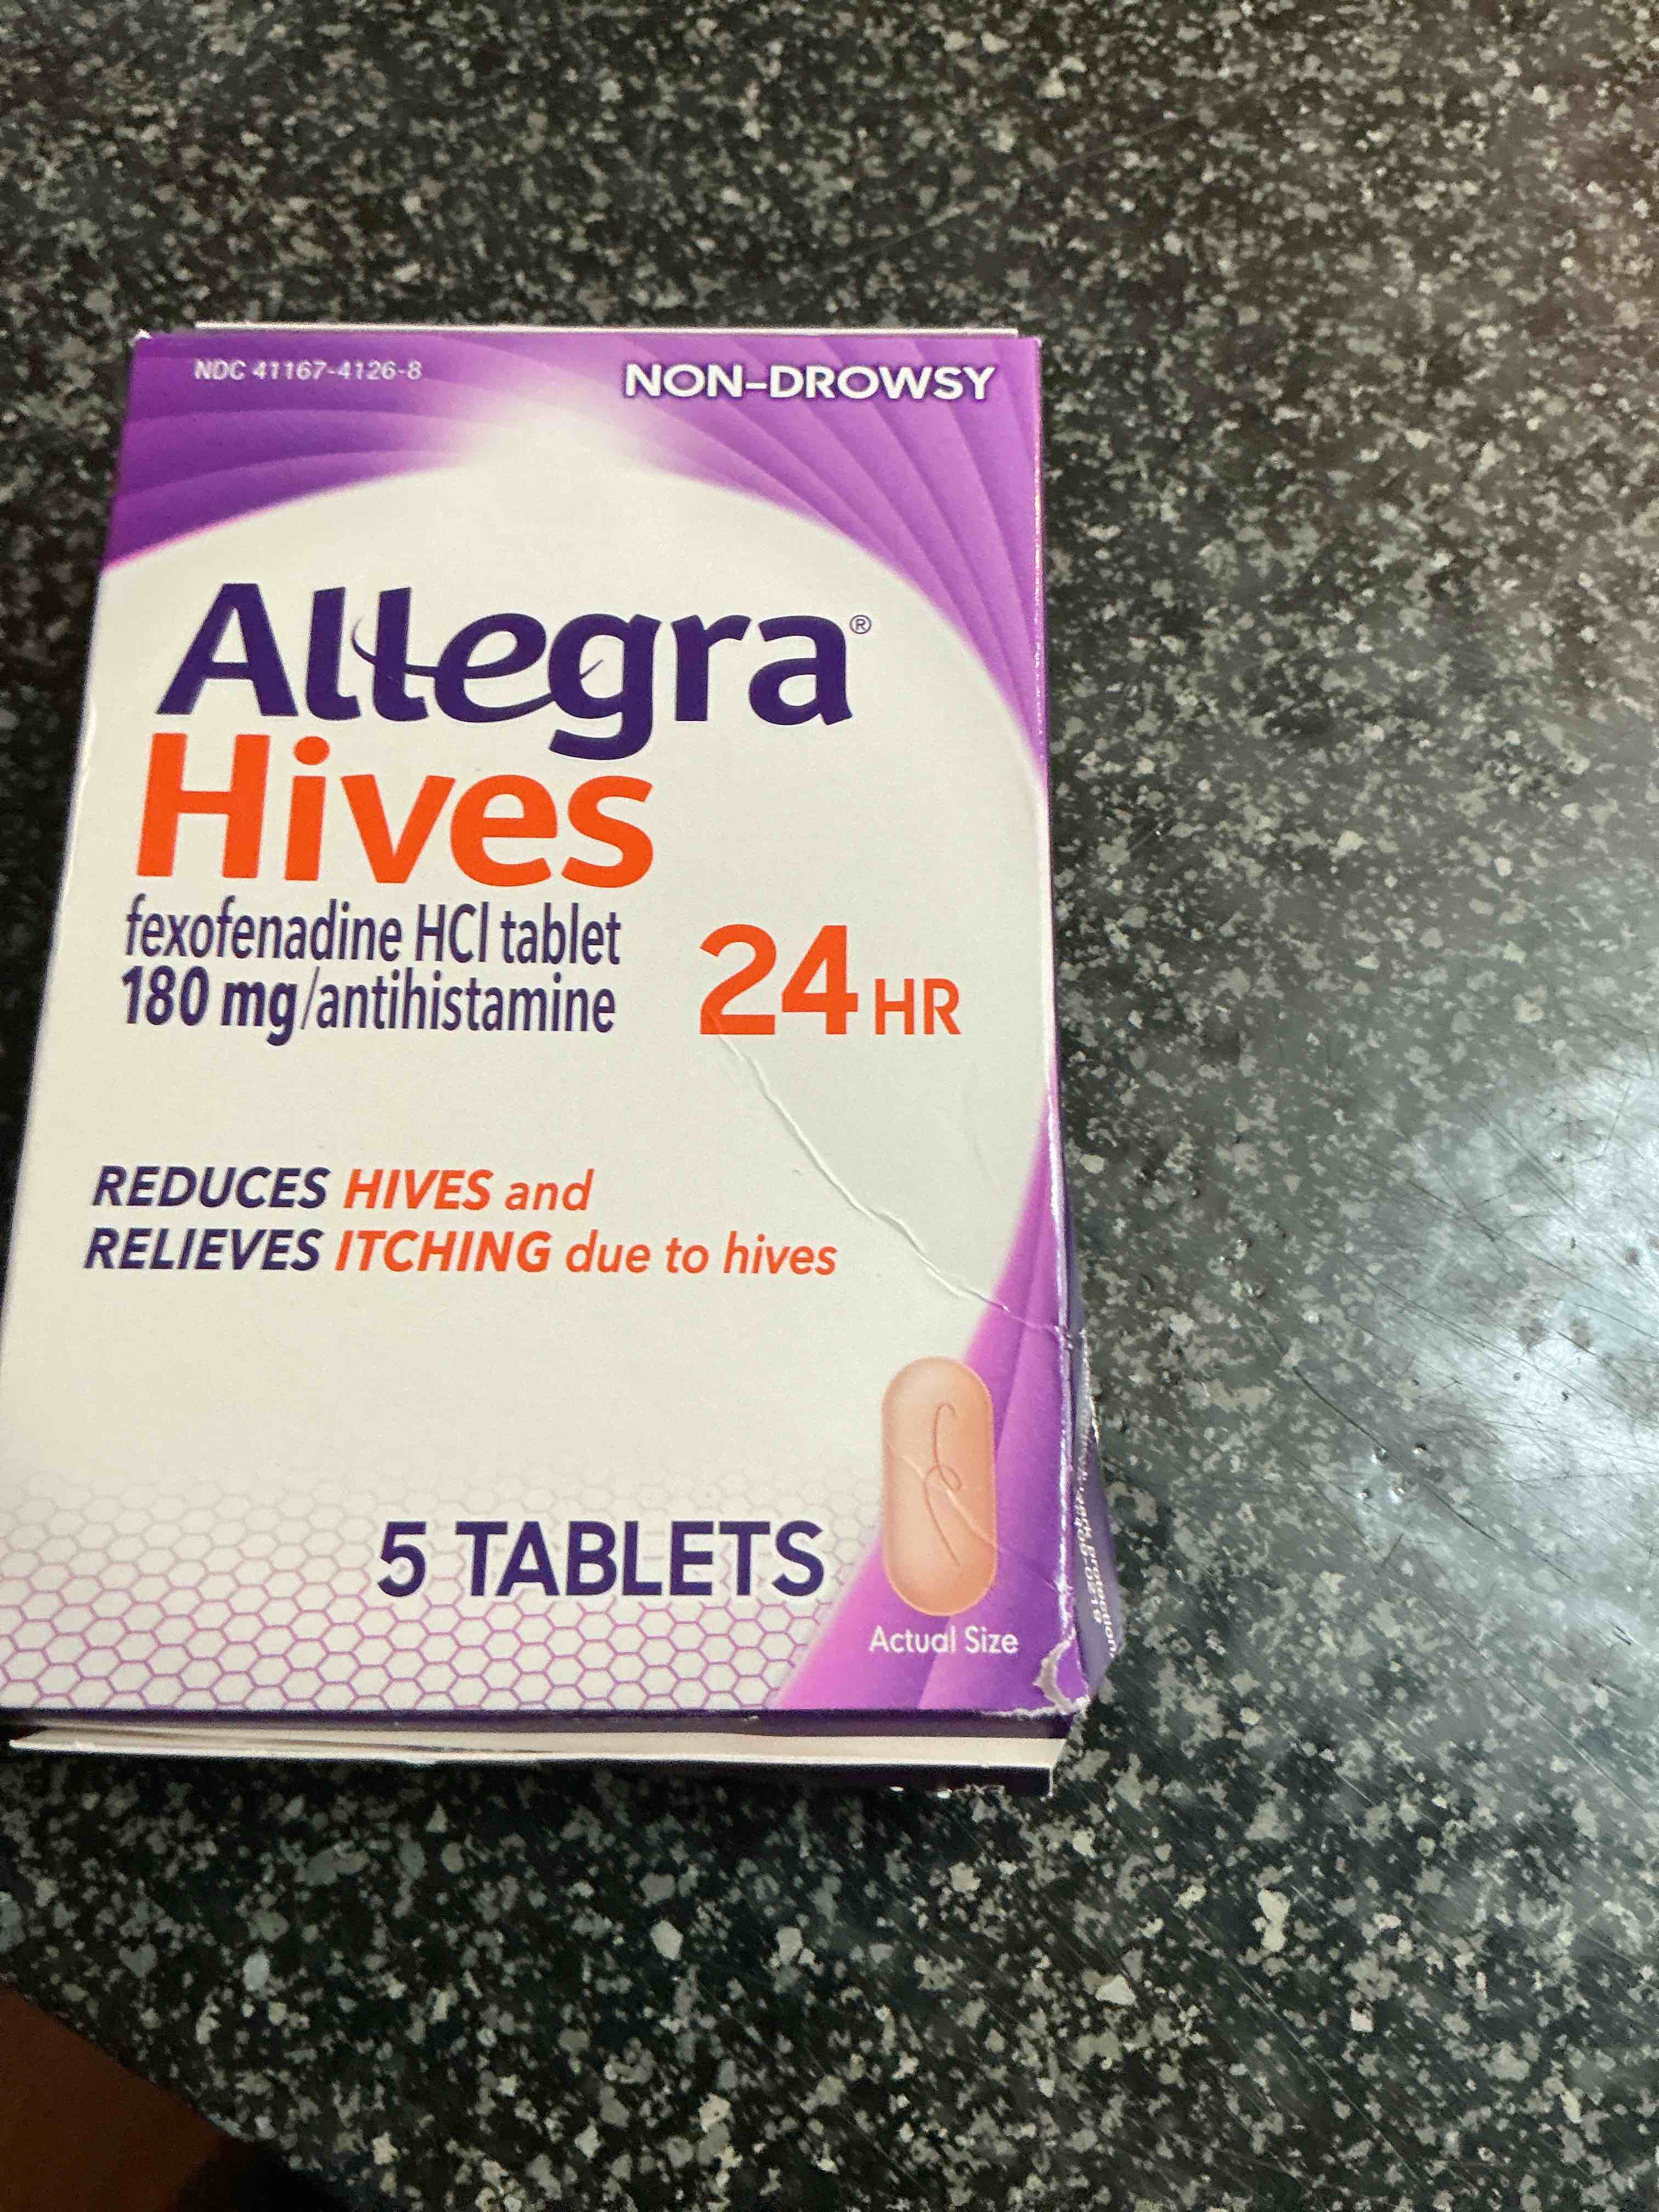 NDC 41167-4126-8
NON-DROWSY
Allegra®
Hives
fexofenadine HCl tablet
180 mg/antihistamine
24 HR
REDUCES HIVES and
RELIEVES ITCHING due to hives
5 TABLETS
Actual Size